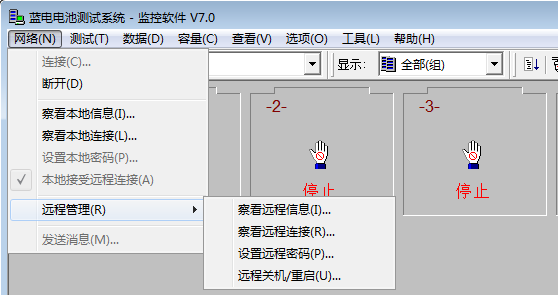 蓝电电池测试系统 - 监控软件 V7.0
网络(N) 测试(T) 数据(D) 容量(C) 查看(V) 选项(O) 工具(L) 帮助(H)
显示: 全部(组)
连接(C)...
断开(D)
察看本地信息(I)...
察看本地连接(L)...
设置本地密码(P)...
本地接受远程连接(A)
远程管理(R)
发送消息(M)...
察看远程信息(I)...
察看远程连接(R)...
设置远程密码(P)...
远程关机/重启(U)...
-2-
停止
-3-
停止